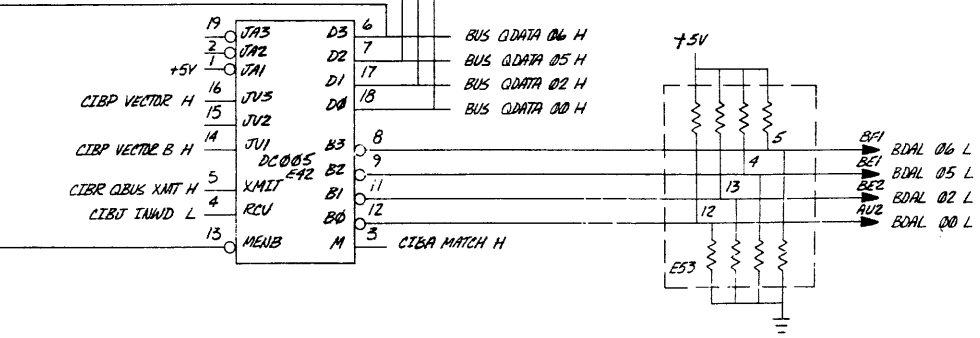 19 JA3 D3 6 BUS QDATA 06 H
2 JA2 D2 7 BUS QDATA 05 H
+5V 1 JA1 D1 17 BUS QDATA 02 H
CIBP VECTOR H 16 JV3 D0 18 BUS QDATA 00 H
15 JV2
CIBP VECTOR B H 14 JV1 B3 8
DC005
E42
B2 9
CIBR QBUS XMT H 5 XMIT B1 11
CIBJ INWD L 4 RCV B0 12
13 MENB M 3 CIBA MATCH H
+5V
5 BF1 BDAL 06 L
4 BE1 BDAL 05 L
13 BE2 BDAL 02 L
12 AU2 BDAL 00 L
E53